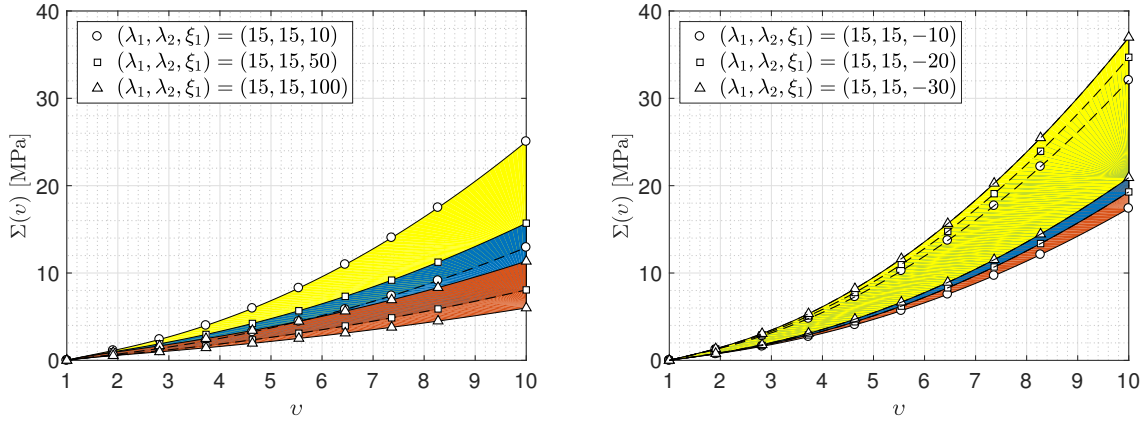 40
30
20
10
0
Σ(υ) [MPa]
(λ₁, λ₂, ξ₁) = (15, 15, 10)
(λ₁, λ₂, ξ₁) = (15, 15, 50)
(λ₁, λ₂, ξ₁) = (15, 15, 100)
1 2 3 4 5 6 7 8 9 10
υ
40
30
20
10
0
Σ(υ) [MPa]
(λ₁, λ₂, ξ₁) = (15, 15, −10)
(λ₁, λ₂, ξ₁) = (15, 15, −20)
(λ₁, λ₂, ξ₁) = (15, 15, −30)
1 2 3 4 5 6 7 8 9 10
υ